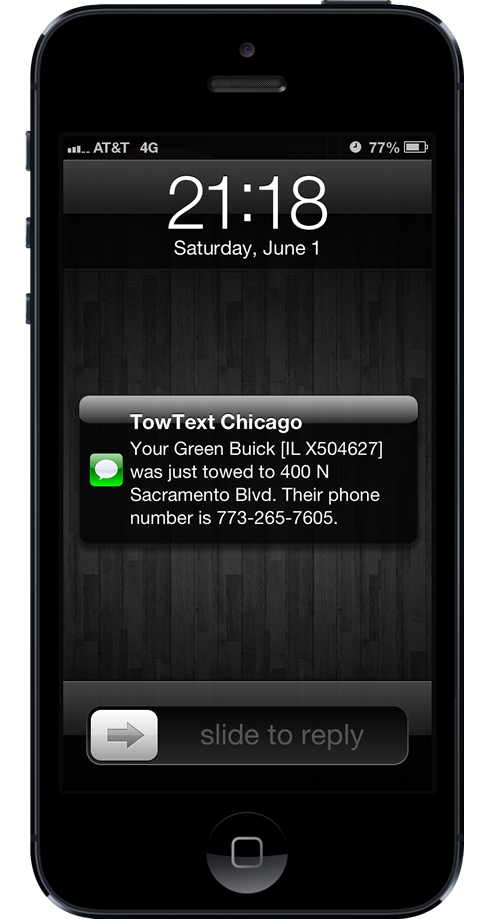 AT&T 4G 77%
21:18
Saturday, June 1
TowText Chicago
Your Green Buick [IL X504627]
was just towed to 400 N
Sacramento Blvd. Their phone
number is 773-265-7605.
slide to reply